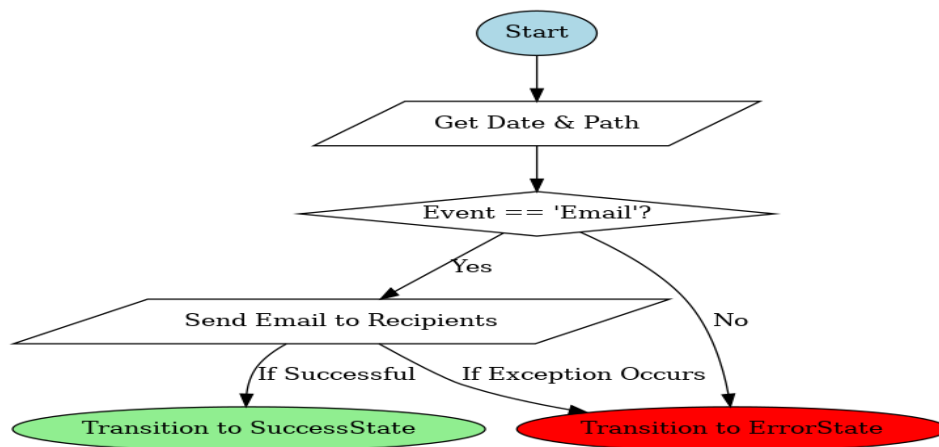 Start
Get Date & Path
Event == 'Email'?
Yes
Send Email to Recipients
No
If Successful
If Exception Occurs
Transition to SuccessState
Transition to ErrorState